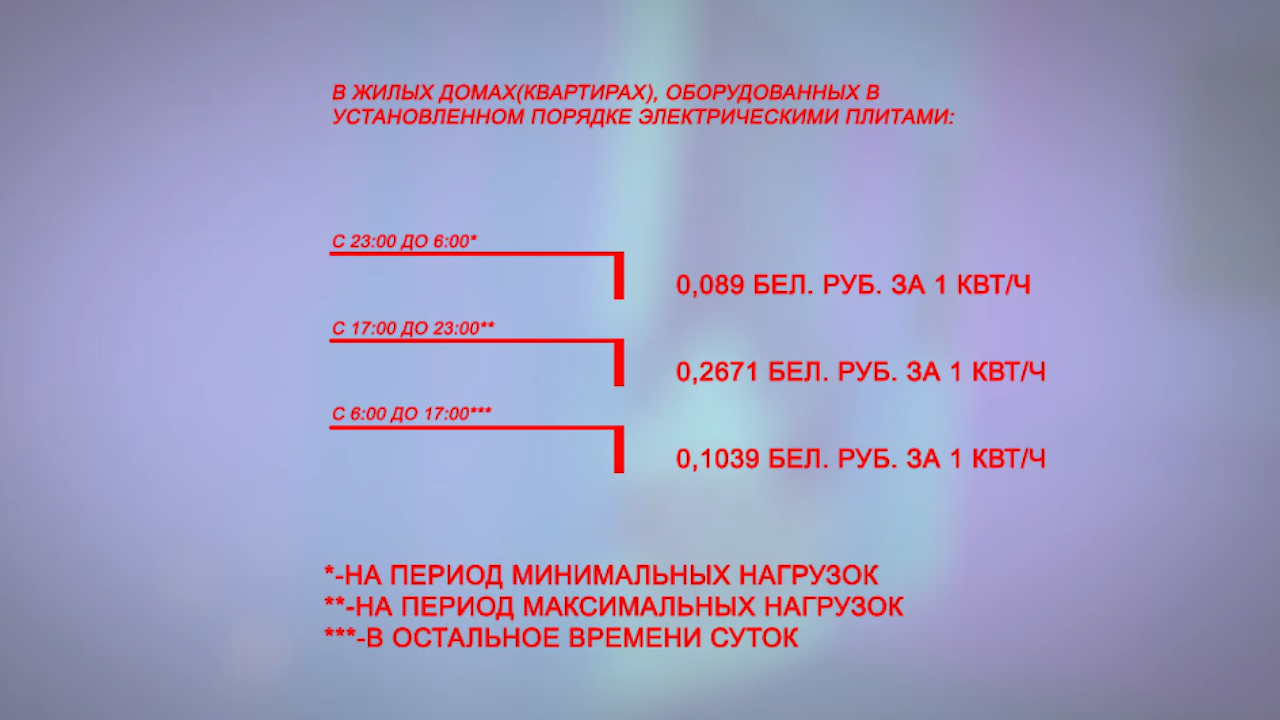 В ЖИЛЫХ ДОМАХ(КВАРТИРАХ), ОБОРУДОВАННЫХ В
УСТАНОВЛЕННОМ ПОРЯДКЕ ЭЛЕКТРИЧЕСКИМИ ПЛИТАМИ:
С 23:00 ДО 6:00*
0,089 БЕЛ. РУБ. ЗА 1 КВТ/Ч
С 17:00 ДО 23:00**
0,2671 БЕЛ. РУБ. ЗА 1 КВТ/Ч
С 6:00 ДО 17:00***
0,1039 БЕЛ. РУБ. ЗА 1 КВТ/Ч
*-НА ПЕРИОД МИНИМАЛЬНЫХ НАГРУЗОК
**-НА ПЕРИОД МАКСИМАЛЬНЫХ НАГРУЗОК
***-В ОСТАЛЬНОЕ ВРЕМЕНИ СУТОК